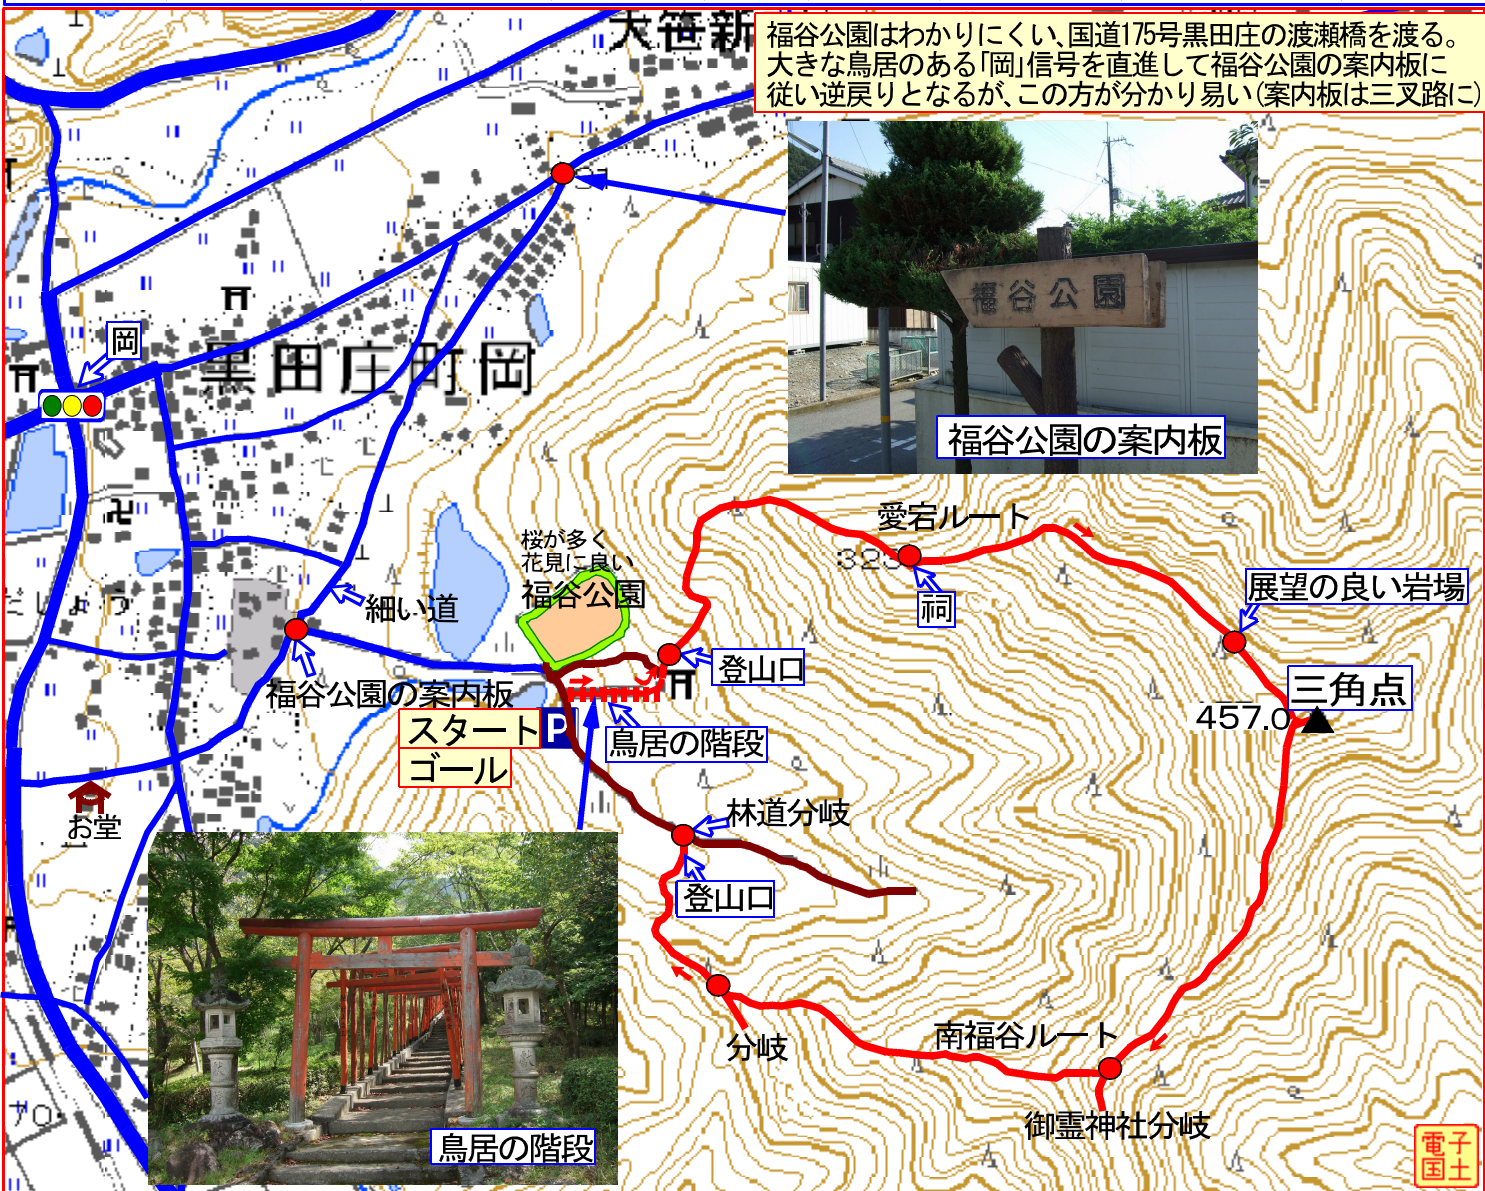 福谷公園はわかりにくい、国道175号黒田庄の渡瀬橋を渡る。
大きな鳥居のある「岡」信号を直進して福谷公園の案内板に
従い逆戻りとなるが、この方が分かり易い（案内板は三叉路に）
大笹新
福谷公園
福谷公園の案内板
岡
黒田庄町岡
桜が多く
花見に良い
福谷公園
愛宕ルート
323
祠
展望の良い岩場
三角点
457.0
細い道
だしょう
登山口
福谷公園の案内板
スタート
P
ゴール
鳥居の階段
お堂
林道分岐
登山口
分岐
南福谷ルート
御霊神社分岐
鳥居の階段
70
電子
国土